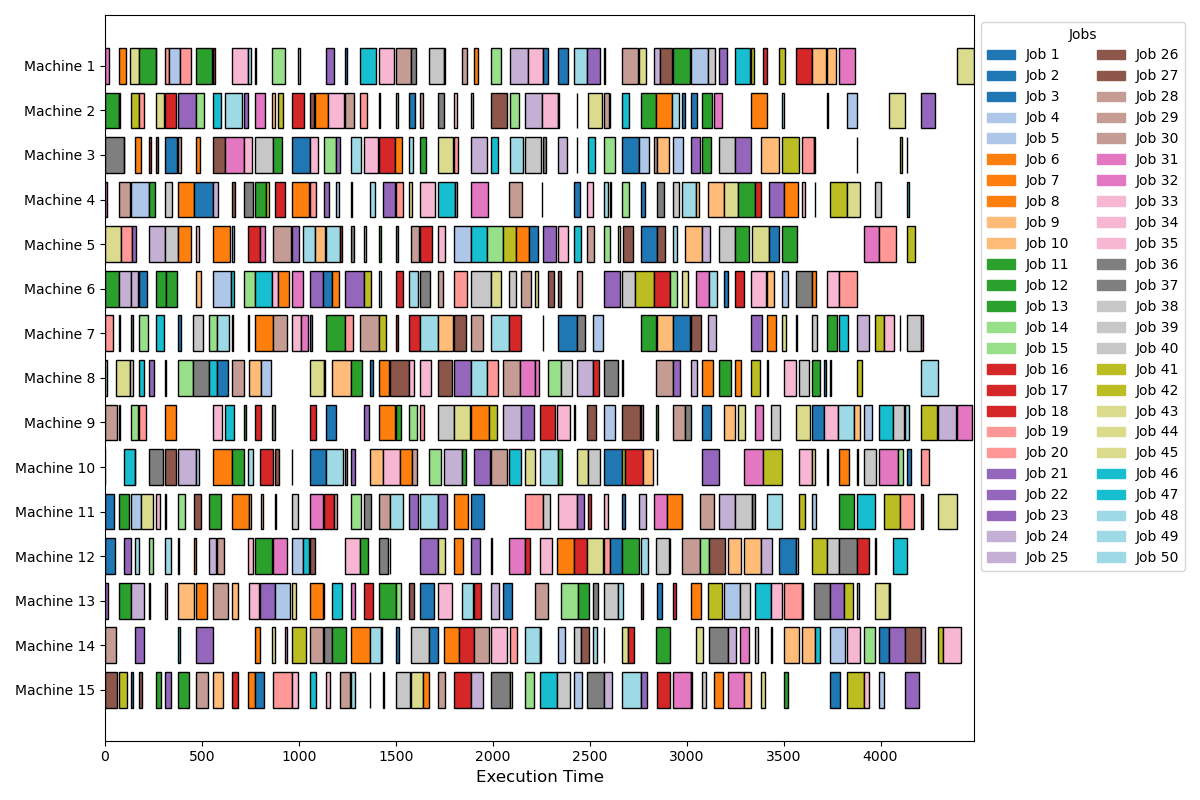 Machine 1
Machine 2
Machine 3
Machine 4
Machine 5
Machine 6
Machine 7
Machine 8
Machine 9
Machine 10
Machine 11
Machine 12
Machine 13
Machine 14
Machine 15
0 500 1000 1500 2000 2500 3000 3500 4000
Execution Time
Jobs
Job 1 Job 26
Job 2 Job 27
Job 3 Job 28
Job 4 Job 29
Job 5 Job 30
Job 6 Job 31
Job 7 Job 32
Job 8 Job 33
Job 9 Job 34
Job 10 Job 35
Job 11 Job 36
Job 12 Job 37
Job 13 Job 38
Job 14 Job 39
Job 15 Job 40
Job 16 Job 41
Job 17 Job 42
Job 18 Job 43
Job 19 Job 44
Job 20 Job 45
Job 21 Job 46
Job 22 Job 47
Job 23 Job 48
Job 24 Job 49
Job 25 Job 50